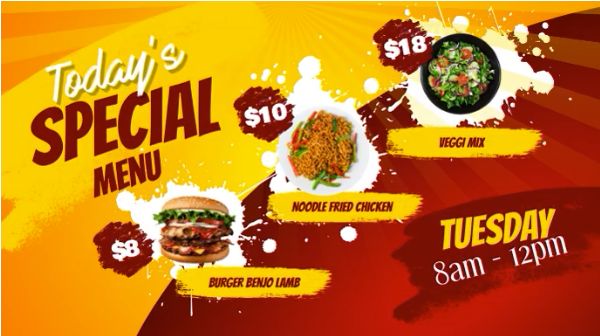 Today's
SPECIAL
MENU
$18
VEGGI MIX
$10
NOODLE FRIED CHICKEN
$8
BURGER BENJO LAMB
TUESDAY
8am - 12pm